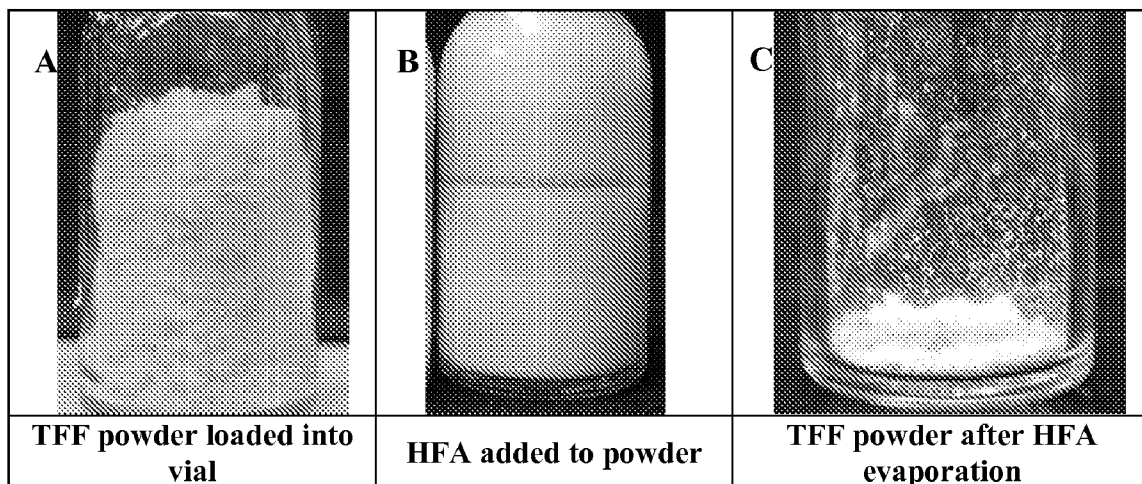 A
B
C
TFF powder loaded into
vial
HFA added to powder
TFF powder after HFA
evaporation